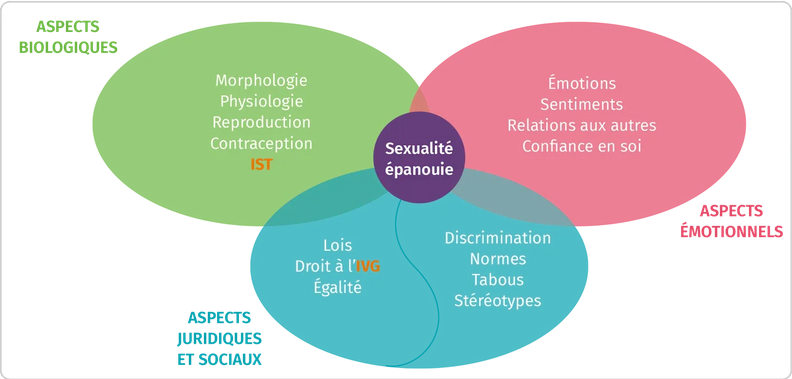 ASPECTS
BIOLOGIQUES
Morphologie
Physiologie
Reproduction
Contraception
IST
Émotions
Sentiments
Relations aux autres
Confiance en soi
Sexualité
épanouie
ASPECTS
ÉMOTIONNELS
Lois
Droit à l'IVG
Égalité
Discrimination
Normes
Tabous
Stéréotypes
ASPECTS
JURIDIQUES
ET SOCIAUX